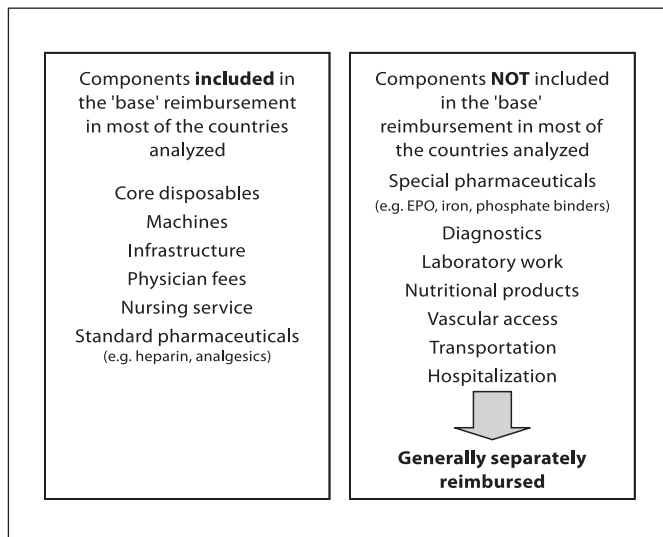 Components included in
the 'base' reimbursement
in most of the countries
analyzed
Core disposables
Machines
Infrastructure
Physician fees
Nursing service
Standard pharmaceuticals
(e.g. heparin, analgesics)
Components NOT included
in the 'base'
reimbursement in most of
the countries analyzed
Special pharmaceuticals
(e.g. EPO, iron, phosphate binders)
Diagnostics
Laboratory work
Nutritional products
Vascular access
Transportation
Hospitalization
Generally separately
reimbursed